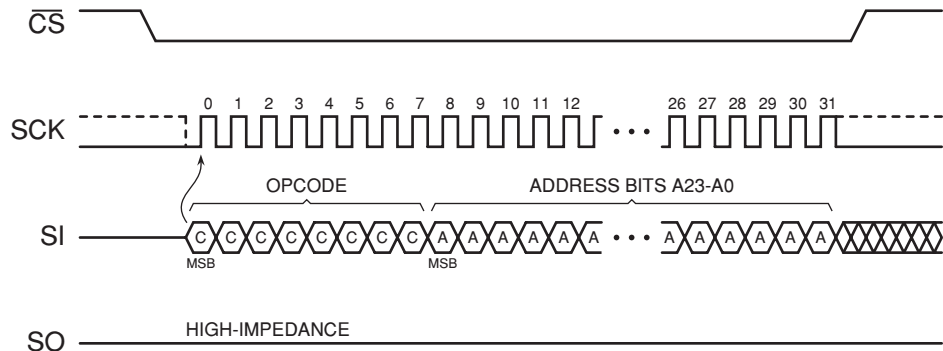 CS
0 1 2 3 4 5 6 7 8 9 10 11 12 26 27 28 29 30 31
SCK
OPCODE ADDRESS BITS A23-A0
SI C C C C C C C C A A A A A A A A A A A A
MSB MSB
HIGH-IMPEDANCE
SO